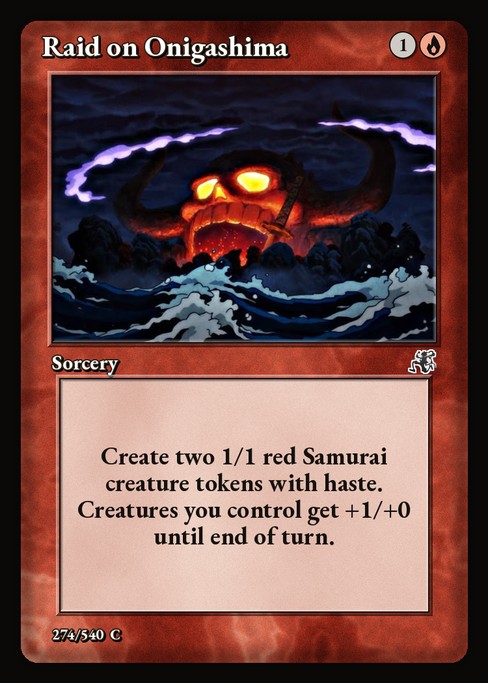 Raid on Onigashima 1
Sorcery
Create two 1/1 red Samurai
creature tokens with haste.
Creatures you control get +1/+0
until end of turn.
274/540 C